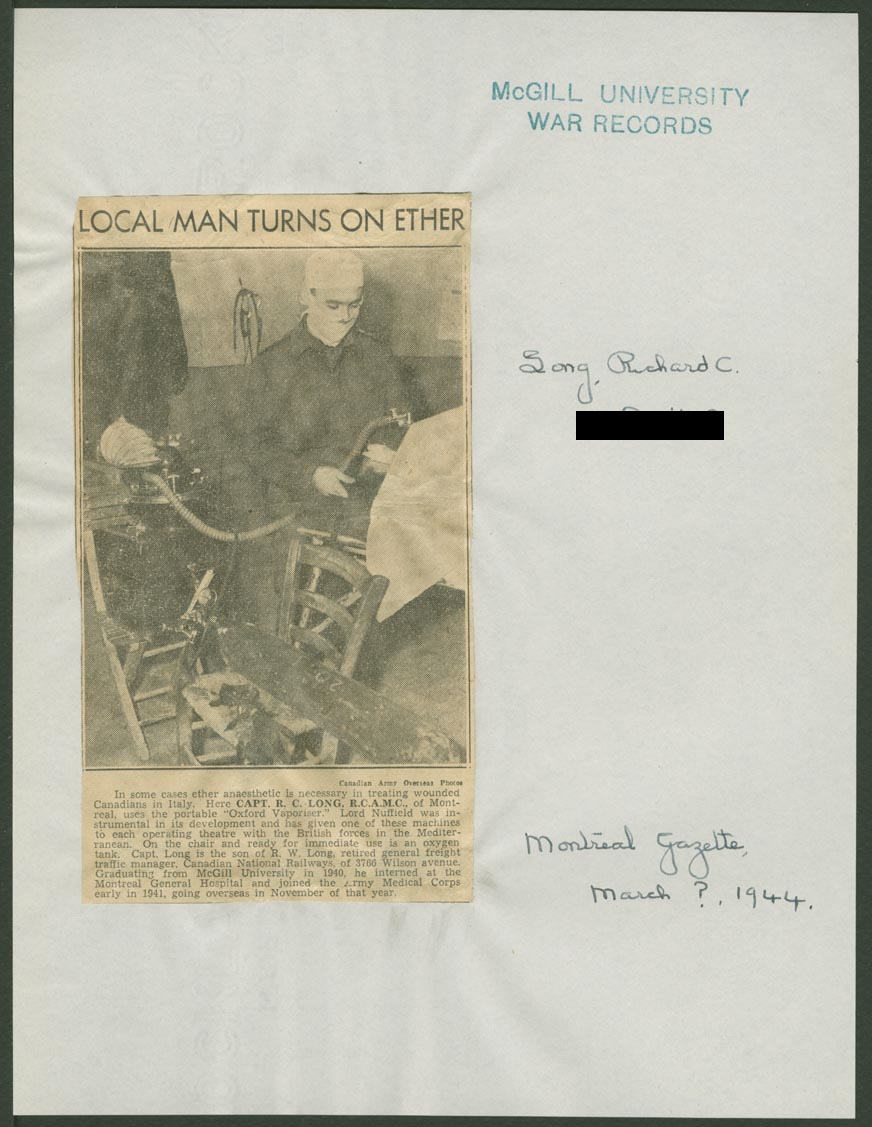 McGILL UNIVERSITY
WAR RECORDS
LOCAL MAN TURNS ON ETHER
Long, Richard C.
Canadian Army Overseas Photos
In some cases ether anaesthetic is necessary in treating wounded
Canadians in Italy. Here CAPT. R. C. LONG, R.C.A.M.C., of Mont-
real, uses the portable "Oxford Vaporiser." Lord Nuffield was in-
strumental in its development and has given one of these machines
to each operating theatre with the British forces in the Mediter-
ranean. On the chair and ready for immediate use is an oxygen
tank. Capt. Long is the son of R. W. Long, retired general freight
traffic manager, Canadian National Railways, of 3766 Wilson avenue.
Graduating from McGill University in 1940, he interned at the
Montreal General Hospital and joined the Army Medical Corps
early in 1941, going overseas in November of that year.
Montreal Gazette,
March ?, 1944.